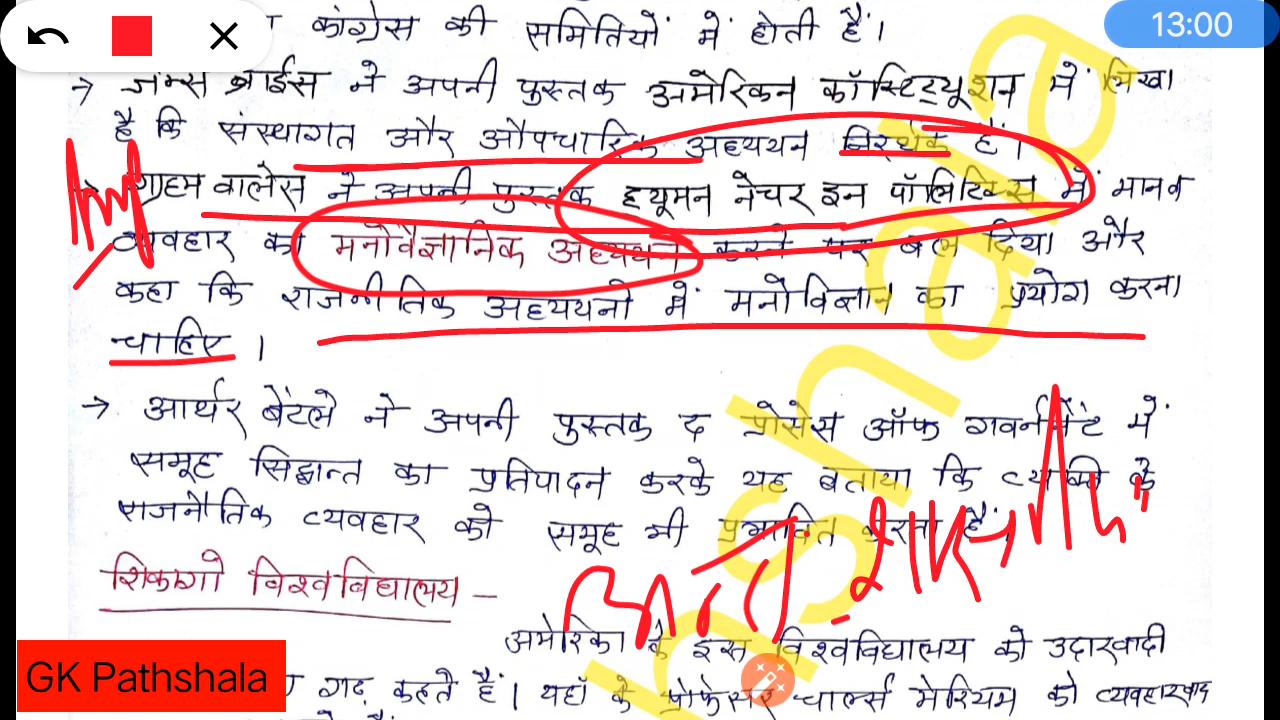 13:00
कांग्रेस की समितियों में होती हैं।
→ जेम्स ब्राईस ने अपनी पुस्तक अमेरिकन कॉंस्टिट्यूशन में लिखा
है कि संस्थागत और औपचारिक अध्ययन निरर्थक हैं।
→ ग्राहम वालेस ने अपनी पुस्तक ह्यूमन नेचर इन पॉलिटिक्स में मानव
व्यवहार का मनोवैज्ञानिक अध्ययन करने पर बल दिया और
कहा कि राजनीतिक अध्ययनों में मनोविज्ञान का प्रयोग करना
चाहिए ।
→ आर्थर बेंटले ने अपनी पुस्तक द प्रोसेस ऑफ गवर्नमेंट में
समूह सिद्धान्त का प्रतिपादन करके यह बताया कि व्यक्ति के
राजनैतिक व्यवहार को समूह भी प्रभावित करता है।
शिकागो विश्वविद्यालय –
अमेरिका के इस विश्वविद्यालय को उदारवादी
गढ़ कहते हैं। यहाँ के प्रोफेसर चार्ल्स मेरियम को व्यवहारवाद
GK Pathshala